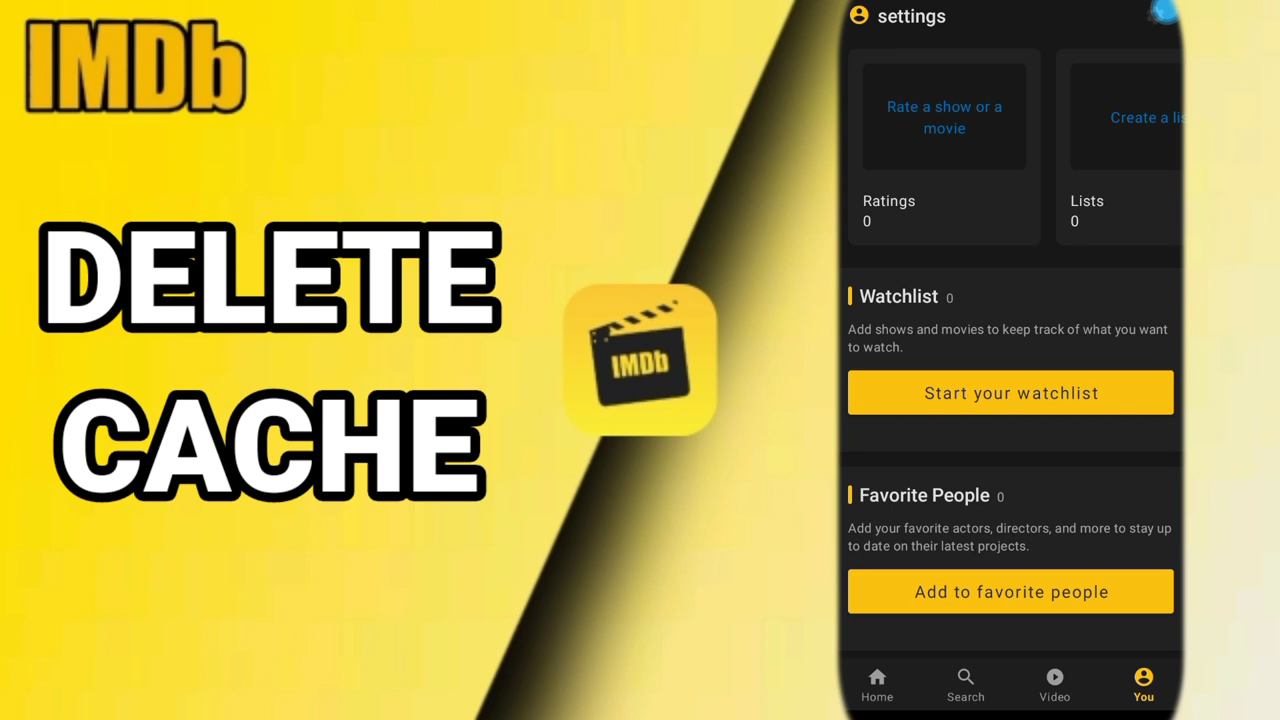 IMDb
DELETE
CACHE
IMDb
settings
Rate a show or a
movie
Create a lis
Ratings
0
Lists
0
Watchlist 0
Add shows and movies to keep track of what you want
to watch.
Start your watchlist
Favorite People 0
Add your favorite actors, directors, and more to stay up
to date on their latest projects.
Add to favorite people
Home
Search
Video
You